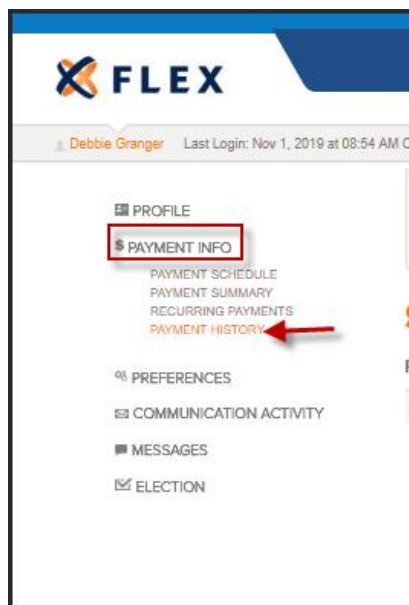 FLEX
Debbie Granger Last Login: Nov 1, 2019 at 08:54 AM
PROFILE
$ PAYMENT INFO
PAYMENT SCHEDULE
PAYMENT SUMMARY
RECURRING PAYMENTS
PAYMENT HISTORY
PREFERENCES
COMMUNICATION ACTIVITY
MESSAGES
ELECTION